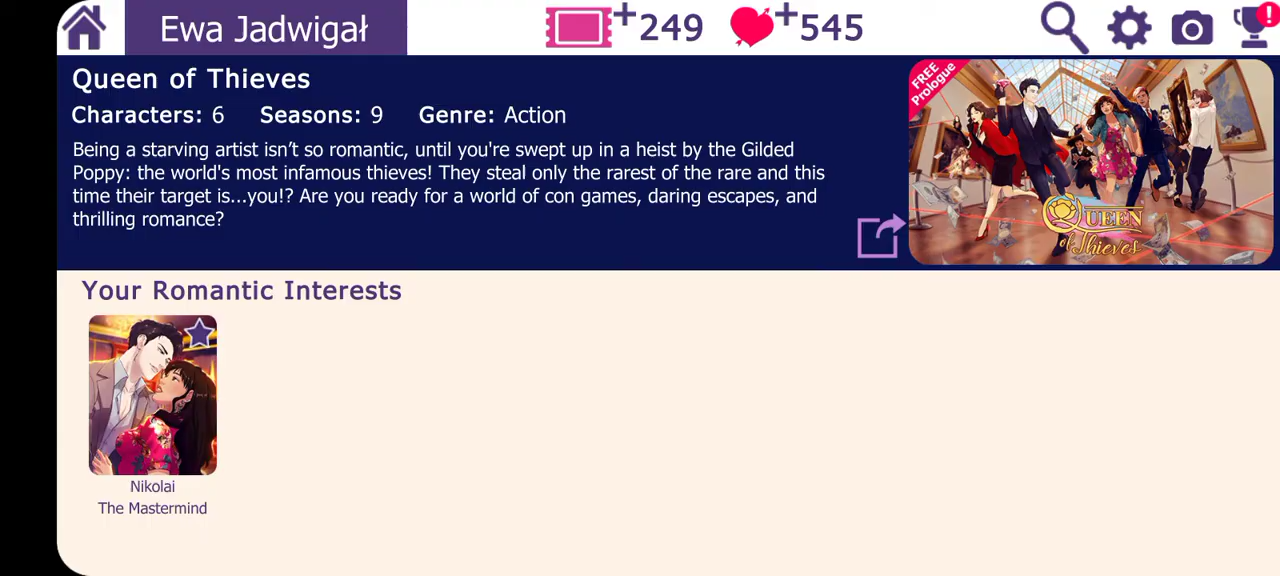 Ewa Jadwigał
+249
+545
!
Queen of Thieves
Characters: 6 Seasons: 9 Genre: Action
Being a starving artist isn’t so romantic, until you're swept up in a heist by the Gilded
Poppy: the world's most infamous thieves! They steal only the rarest of the rare and this
time their target is...you!? Are you ready for a world of con games, daring escapes, and
thrilling romance?
FREE
Prologue
QUEEN
of Thieves
Your Romantic Interests
Nikolai
The Mastermind